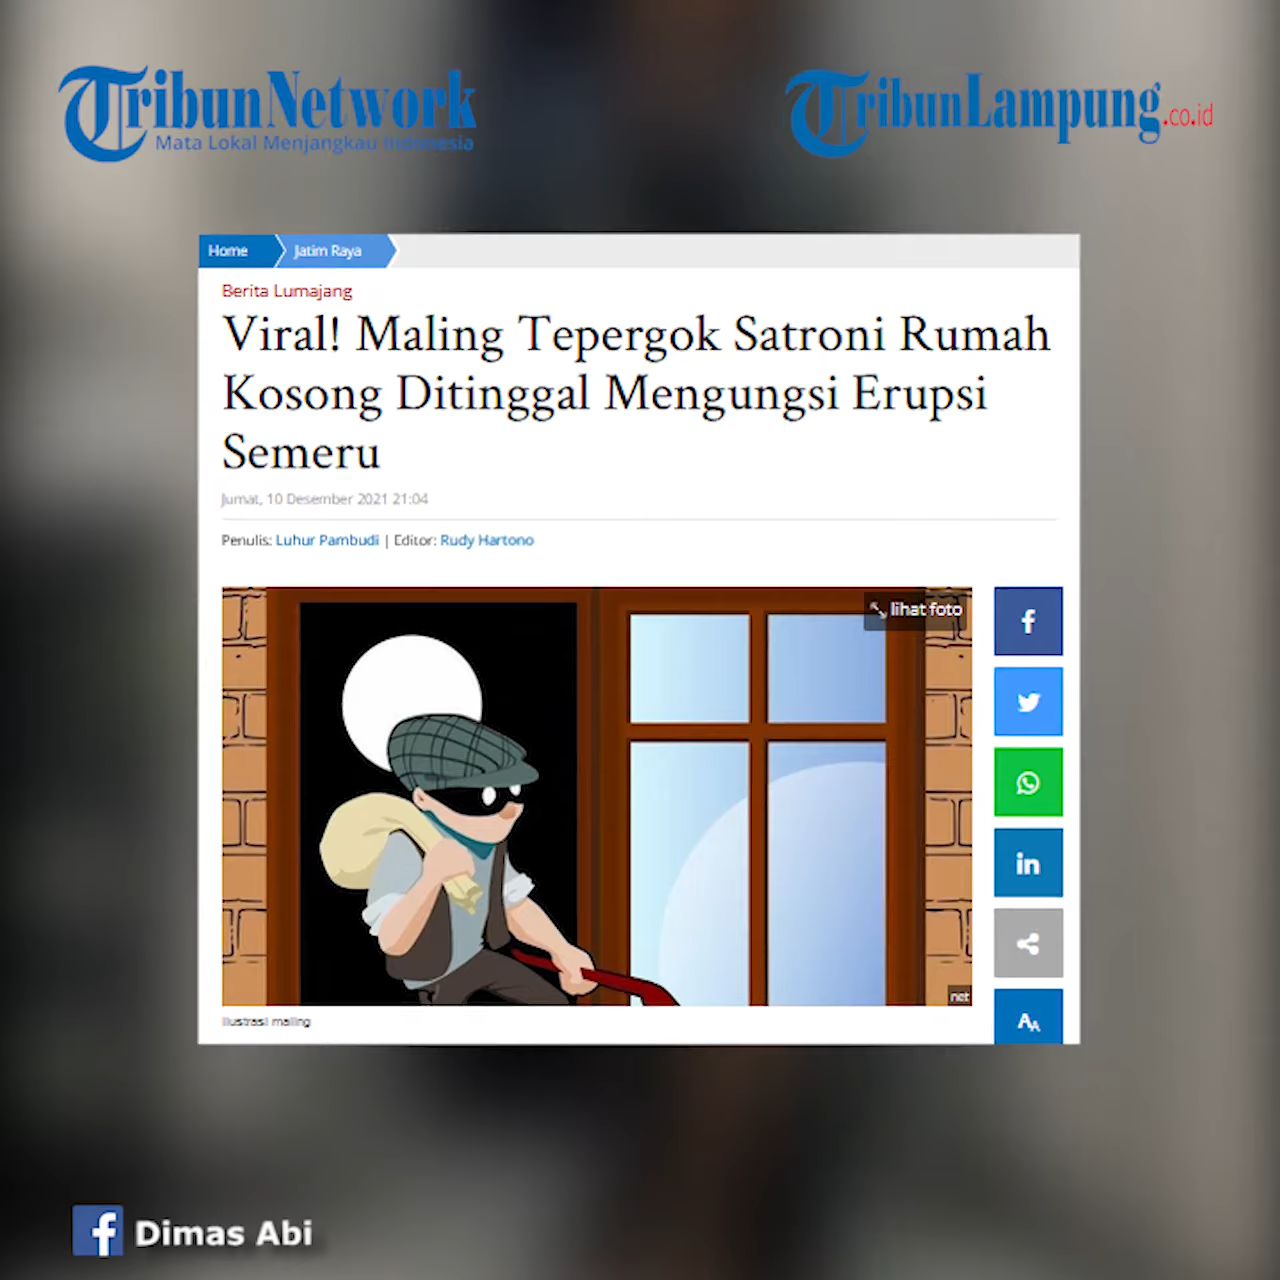 TribunNetwork
Mata Lokal Menjangkau Indonesia
TribunLampung.co.id
Home
Jatim Raya
Berita Lumajang
Viral! Maling Tepergok Satroni Rumah
Kosong Ditinggal Mengungsi Erupsi
Semeru
Jumat, 10 Desember 2021 21:04
Penulis: Luhur Pambudi | Editor: Rudy Hartono
lihat foto
net
ilustrasi maling
AA
Dimas Abi